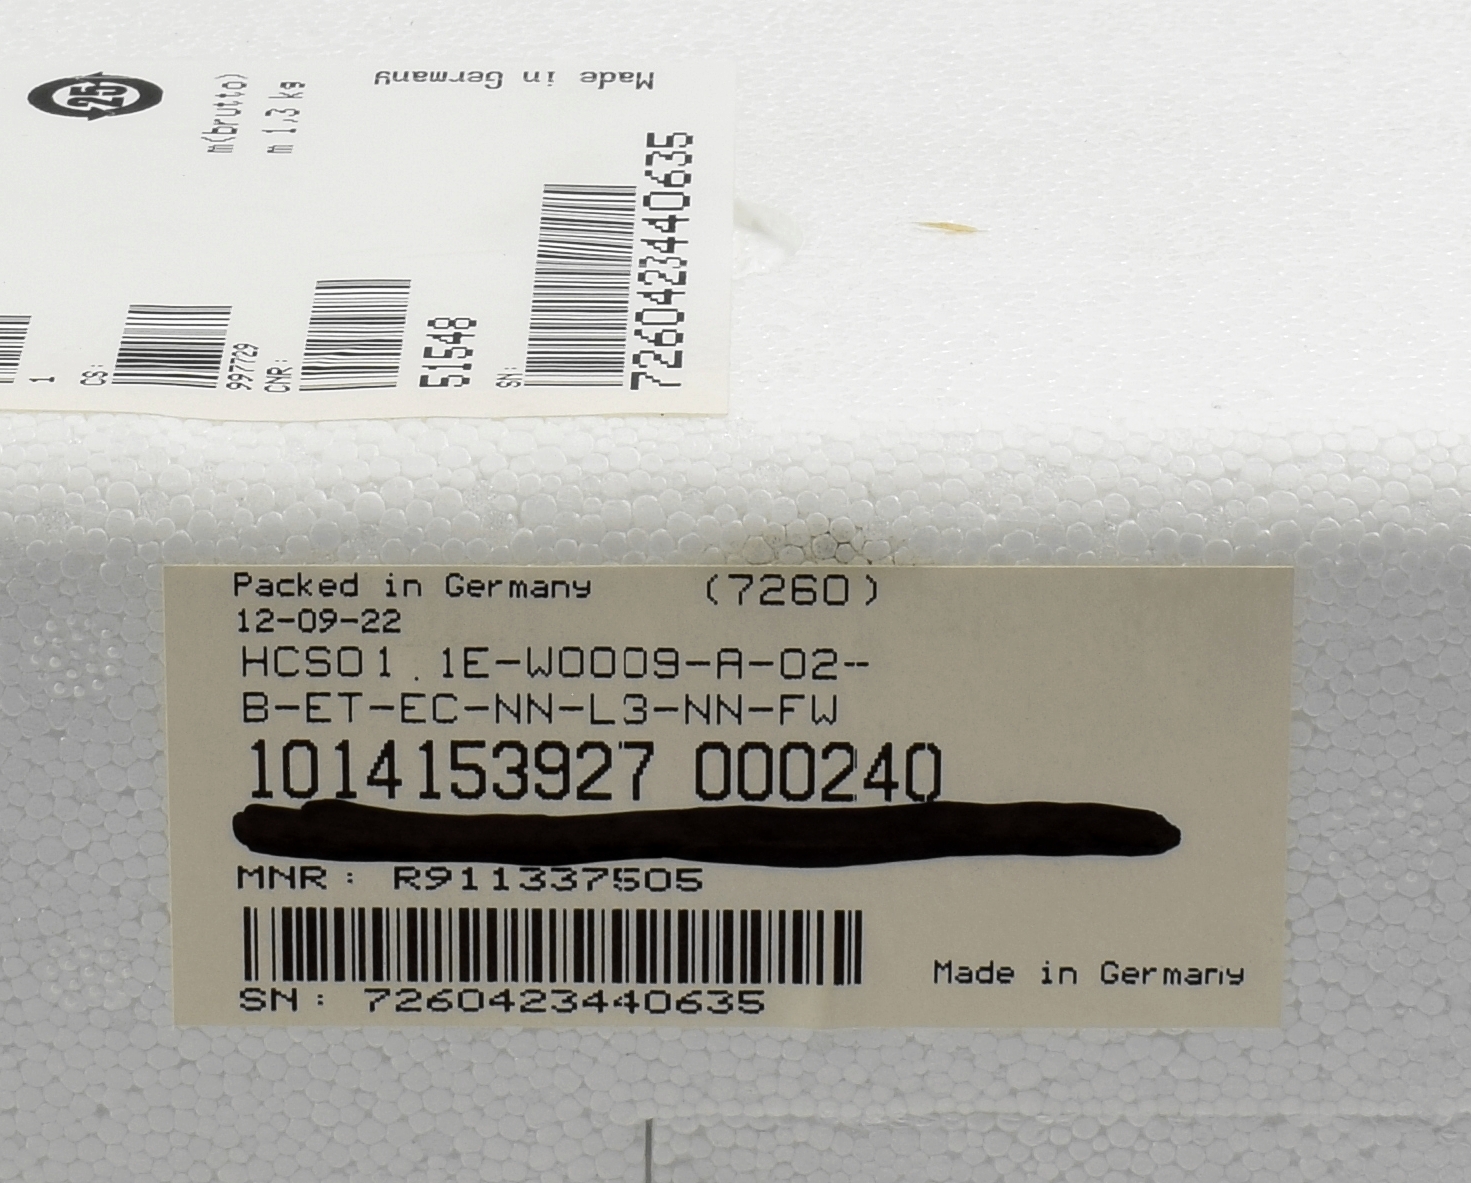 25
m(brutto)
m 1,3 kg
Made in Germany
1
CS:
997729
CNR:
51548
SN:
7260423440635
Packed in Germany (7260)
12-09-22
HCS01.1E-W0009-A-02--
B-ET-EC-NN-L3-NN-FW
1014153927 000240
MNR: R911337505
Made in Germany
SN: 7260423440635